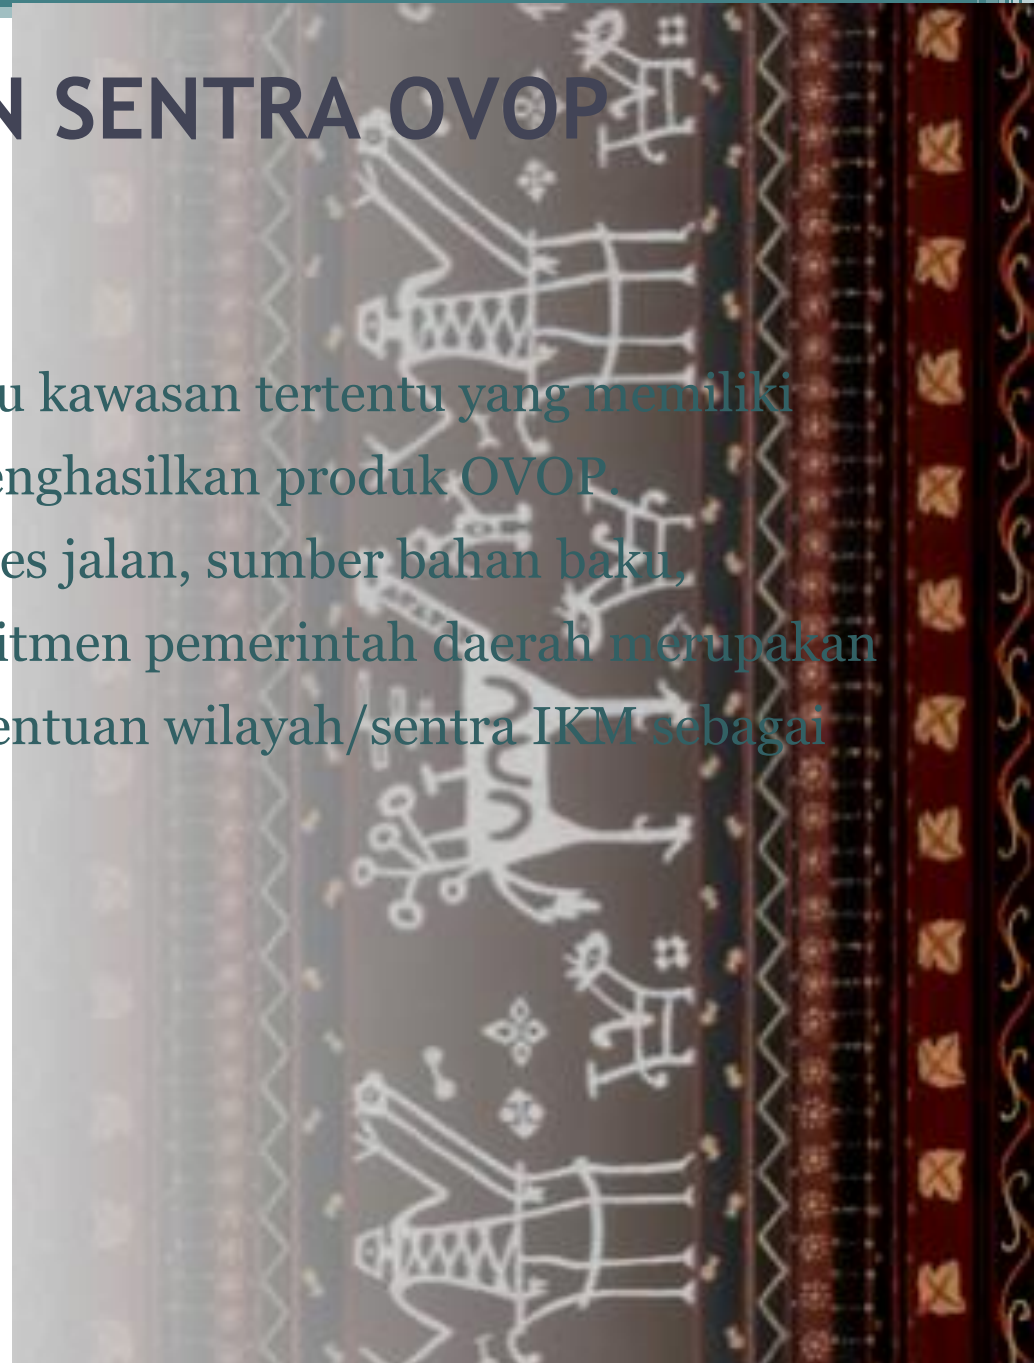 N SENTRA OVOP
u kawasan tertentu yang memiliki
enghasilkan produk OVOP.
es jalan, sumber bahan baku,
itmen pemerintah daerah merupakan
entuan wilayah/sentra IKM sebagai